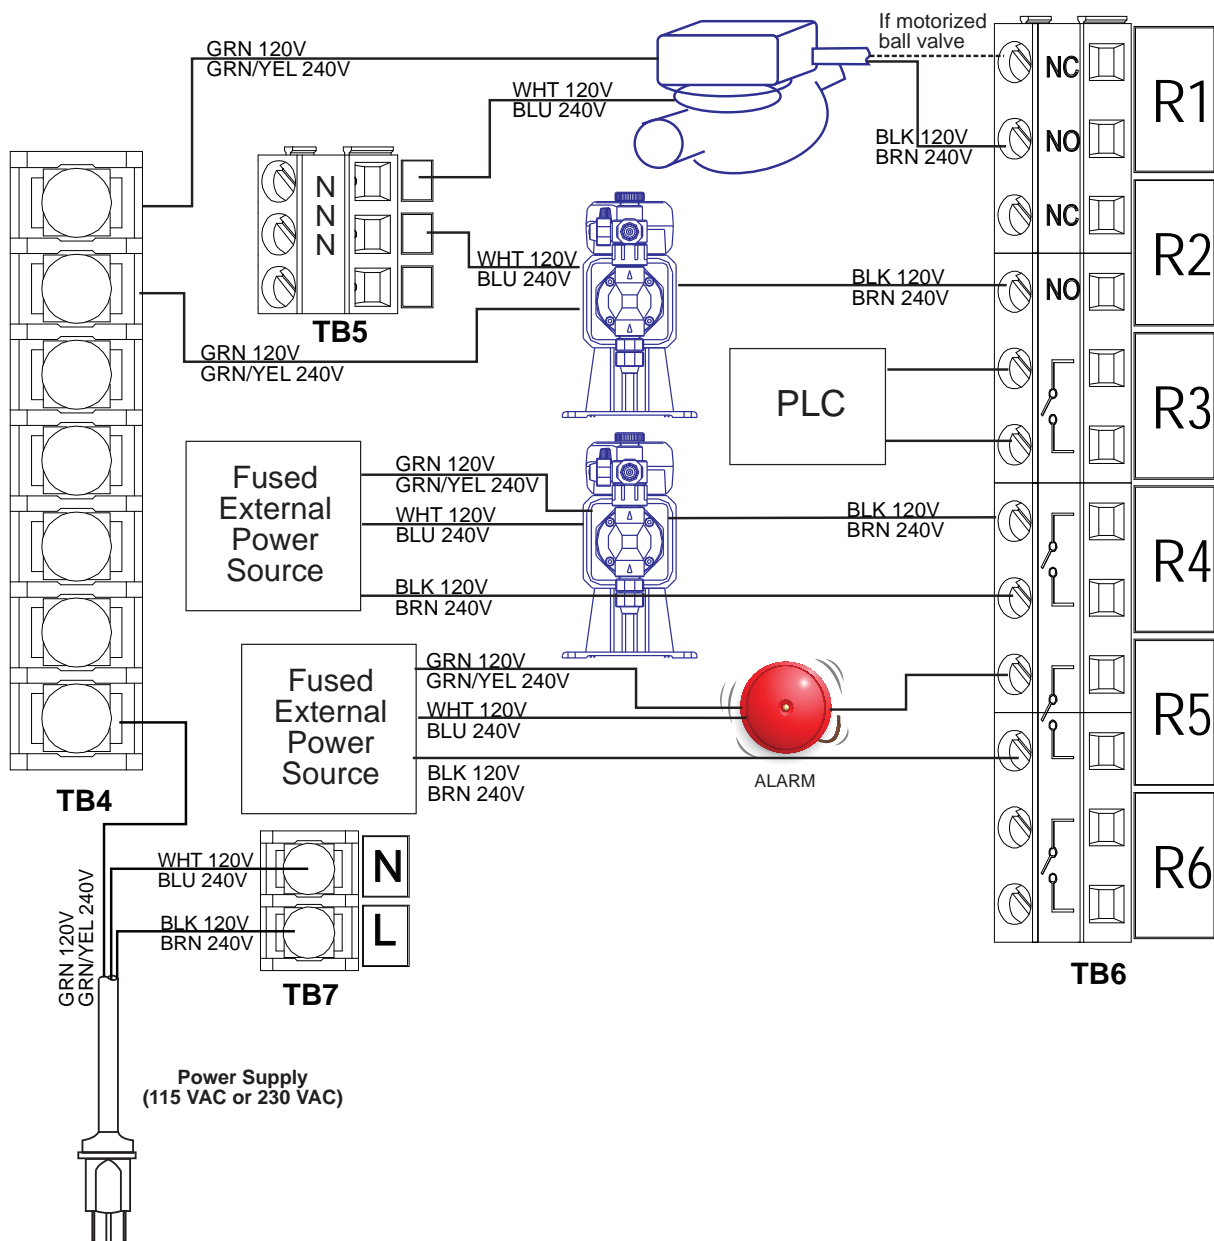 If motorized
ball valve
GRN 120V
GRN/YEL 240V
WHT 120V
BLU 240V
NC
R1
BLK 120V
BRN 240V
NO
N
N
N
NC
R2
WHT 120V
BLU 240V
BLK 120V
BRN 240V
NO
TB5
GRN 120V
GRN/YEL 240V
PLC
R3
Fused
External
Power
Source
GRN 120V
GRN/YEL 240V
WHT 120V
BLU 240V
BLK 120V
BRN 240V
R4
BLK 120V
BRN 240V
Fused
External
Power
Source
GRN 120V
GRN/YEL 240V
WHT 120V
BLU 240V
R5
BLK 120V
BRN 240V
ALARM
TB4
WHT 120V
BLU 240V
N
R6
BLK 120V
BRN 240V
L
GRN 120V
GRN/YEL 240V
TB7
TB6
Power Supply
(115 VAC or 230 VAC)